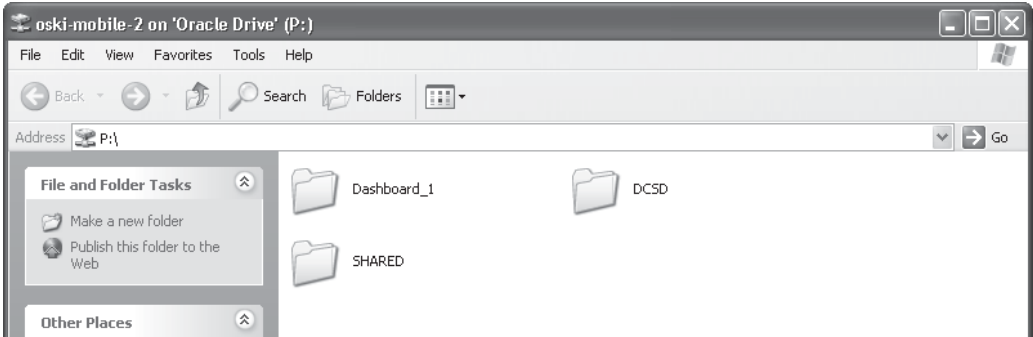 oski-mobile-2 on 'Oracle Drive' (P:)
File Edit View Favorites Tools Help
Back Search Folders
Address P:\ Go
File and Folder Tasks
Make a new folder
Publish this folder to the
Web
Other Places
Dashboard_1 DCSD
SHARED